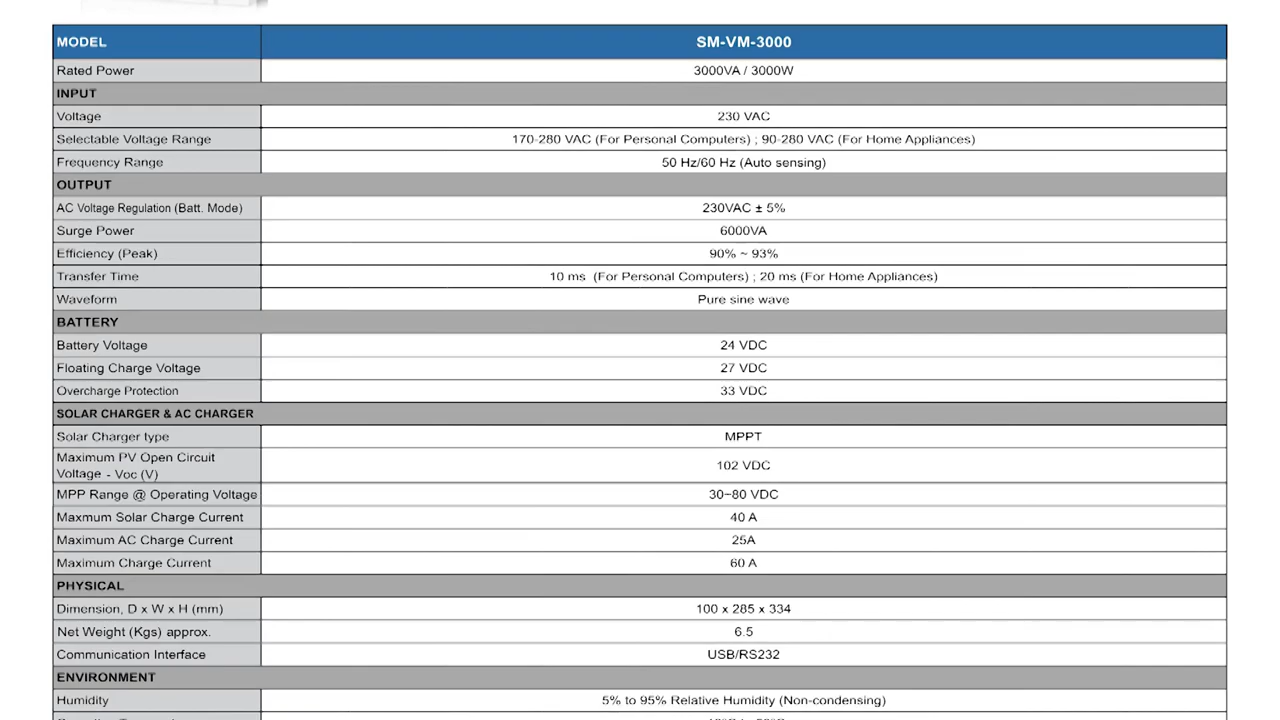 MODEL SM-VM-3000
Rated Power 3000VA / 3000W
INPUT
Voltage 230 VAC
Selectable Voltage Range 170-280 VAC (For Personal Computers) ; 90-280 VAC (For Home Appliances)
Frequency Range 50 Hz/60 Hz (Auto sensing)
OUTPUT
AC Voltage Regulation (Batt. Mode) 230VAC ± 5%
Surge Power 6000VA
Efficiency (Peak) 90% ~ 93%
Transfer Time 10 ms (For Personal Computers) ; 20 ms (For Home Appliances)
Waveform Pure sine wave
BATTERY
Battery Voltage 24 VDC
Floating Charge Voltage 27 VDC
Overcharge Protection 33 VDC
SOLAR CHARGER & AC CHARGER
Solar Charger type MPPT
Maximum PV Open Circuit
Voltage - Voc (V) 102 VDC
MPP Range @ Operating Voltage 30~80 VDC
Maxmum Solar Charge Current 40 A
Maximum AC Charge Current 25A
Maximum Charge Current 60 A
PHYSICAL
Dimension, D x W x H (mm) 100 x 285 x 334
Net Weight (Kgs) approx. 6.5
Communication Interface USB/RS232
ENVIRONMENT
Humidity 5% to 95% Relative Humidity (Non-condensing)